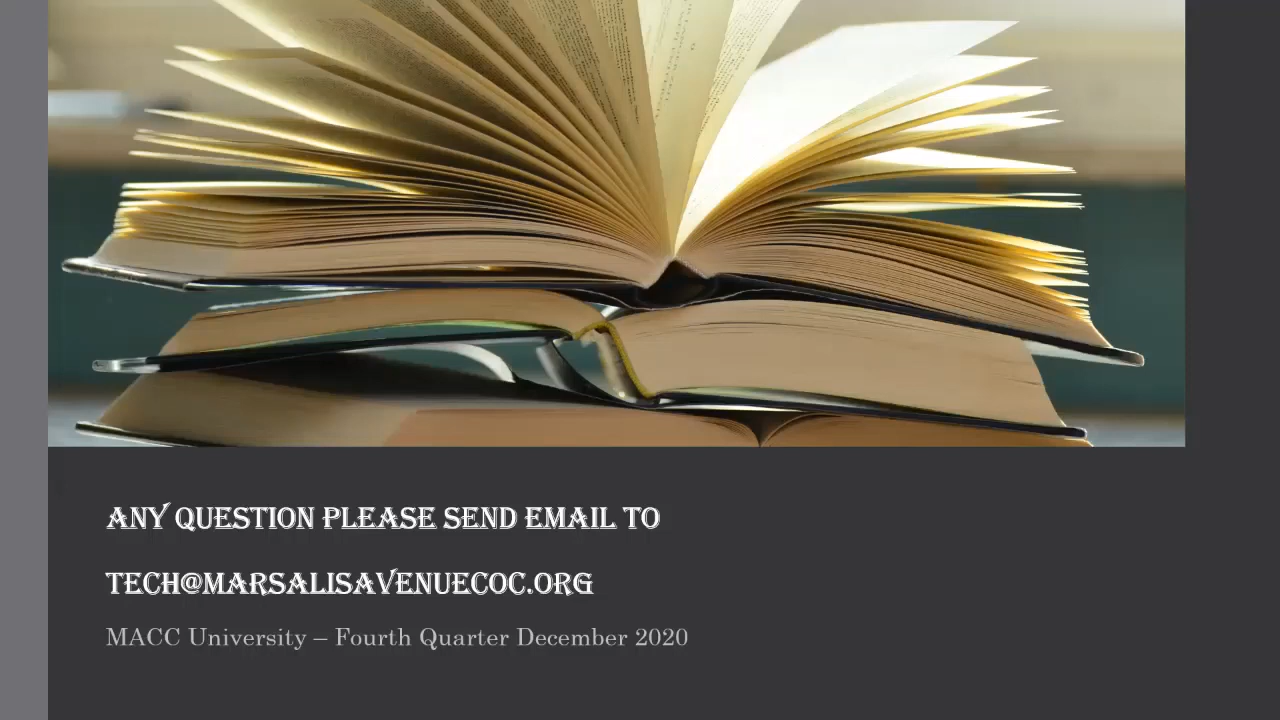 ANY QUESTION PLEASE SEND EMAIL TO
TECH@MARSALISAVENUECOC.ORG
MACC University – Fourth Quarter December 2020